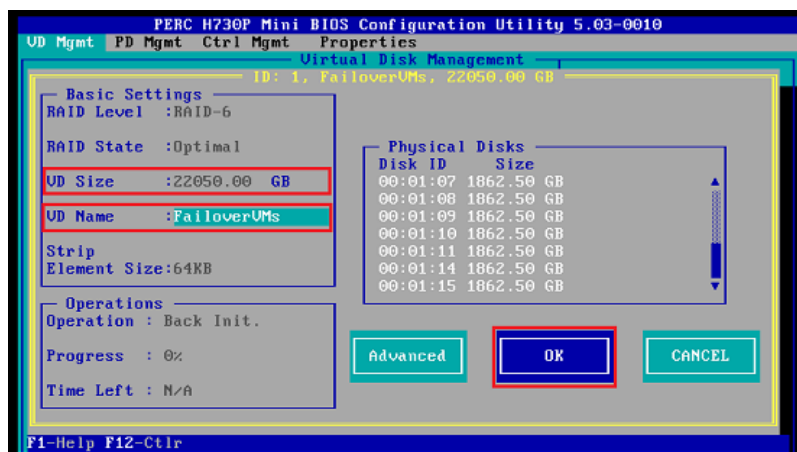 PERC H730P Mini BIOS Configuration Utility 5.03-0010
VD Mgmt PD Mgmt Ctrl Mgmt Properties
Virtual Disk Management
ID: 1, FailoverVMs, 22050.00 GB
Basic Settings
RAID Level :RAID-6
RAID State :Optimal
VD Size :22050.00 GB
VD Name :FailoverVMs
Strip
Element Size:64KB
Physical Disks
Disk ID Size
00:01:07 1862.50 GB
00:01:08 1862.50 GB
00:01:09 1862.50 GB
00:01:10 1862.50 GB
00:01:11 1862.50 GB
00:01:14 1862.50 GB
00:01:15 1862.50 GB
Operations
Operation : Back Init.
Progress : 0%
Time Left : N/A
Advanced
OK
CANCEL
F1-Help F12-Ctlr